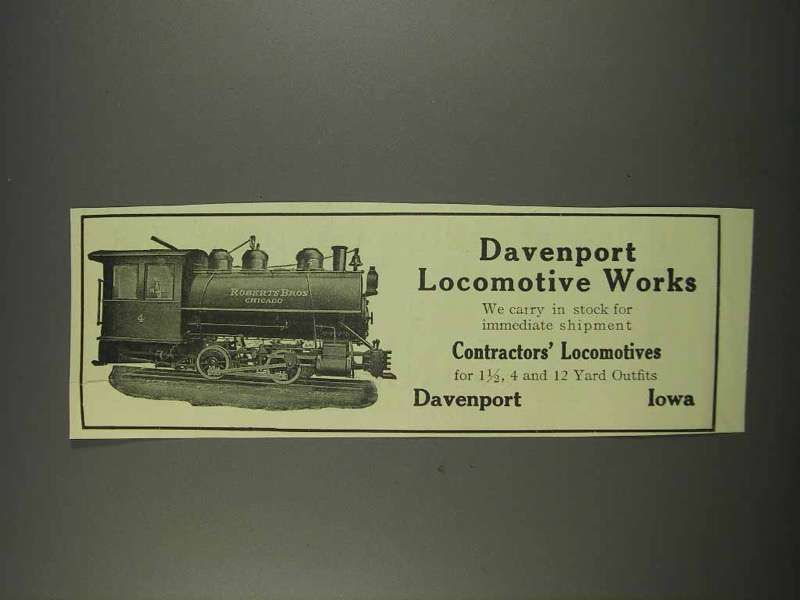 ROBERTS BROS
CHICAGO
4
Davenport
Locomotive Works
We carry in stock for
immediate shipment
Contractors' Locomotives
for 1½, 4 and 12 Yard Outfits
Davenport Iowa